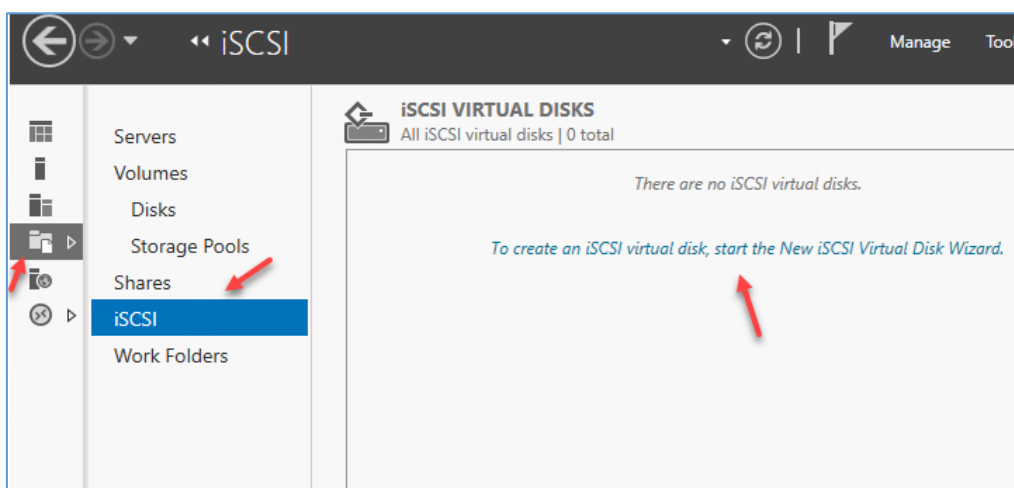 iSCSI
Manage
Tool
Servers
Volumes
Disks
Storage Pools
Shares
iSCSI
Work Folders
iSCSI VIRTUAL DISKS
All iSCSI virtual disks | 0 total
There are no iSCSI virtual disks.
To create an iSCSI virtual disk, start the New iSCSI Virtual Disk Wizard.